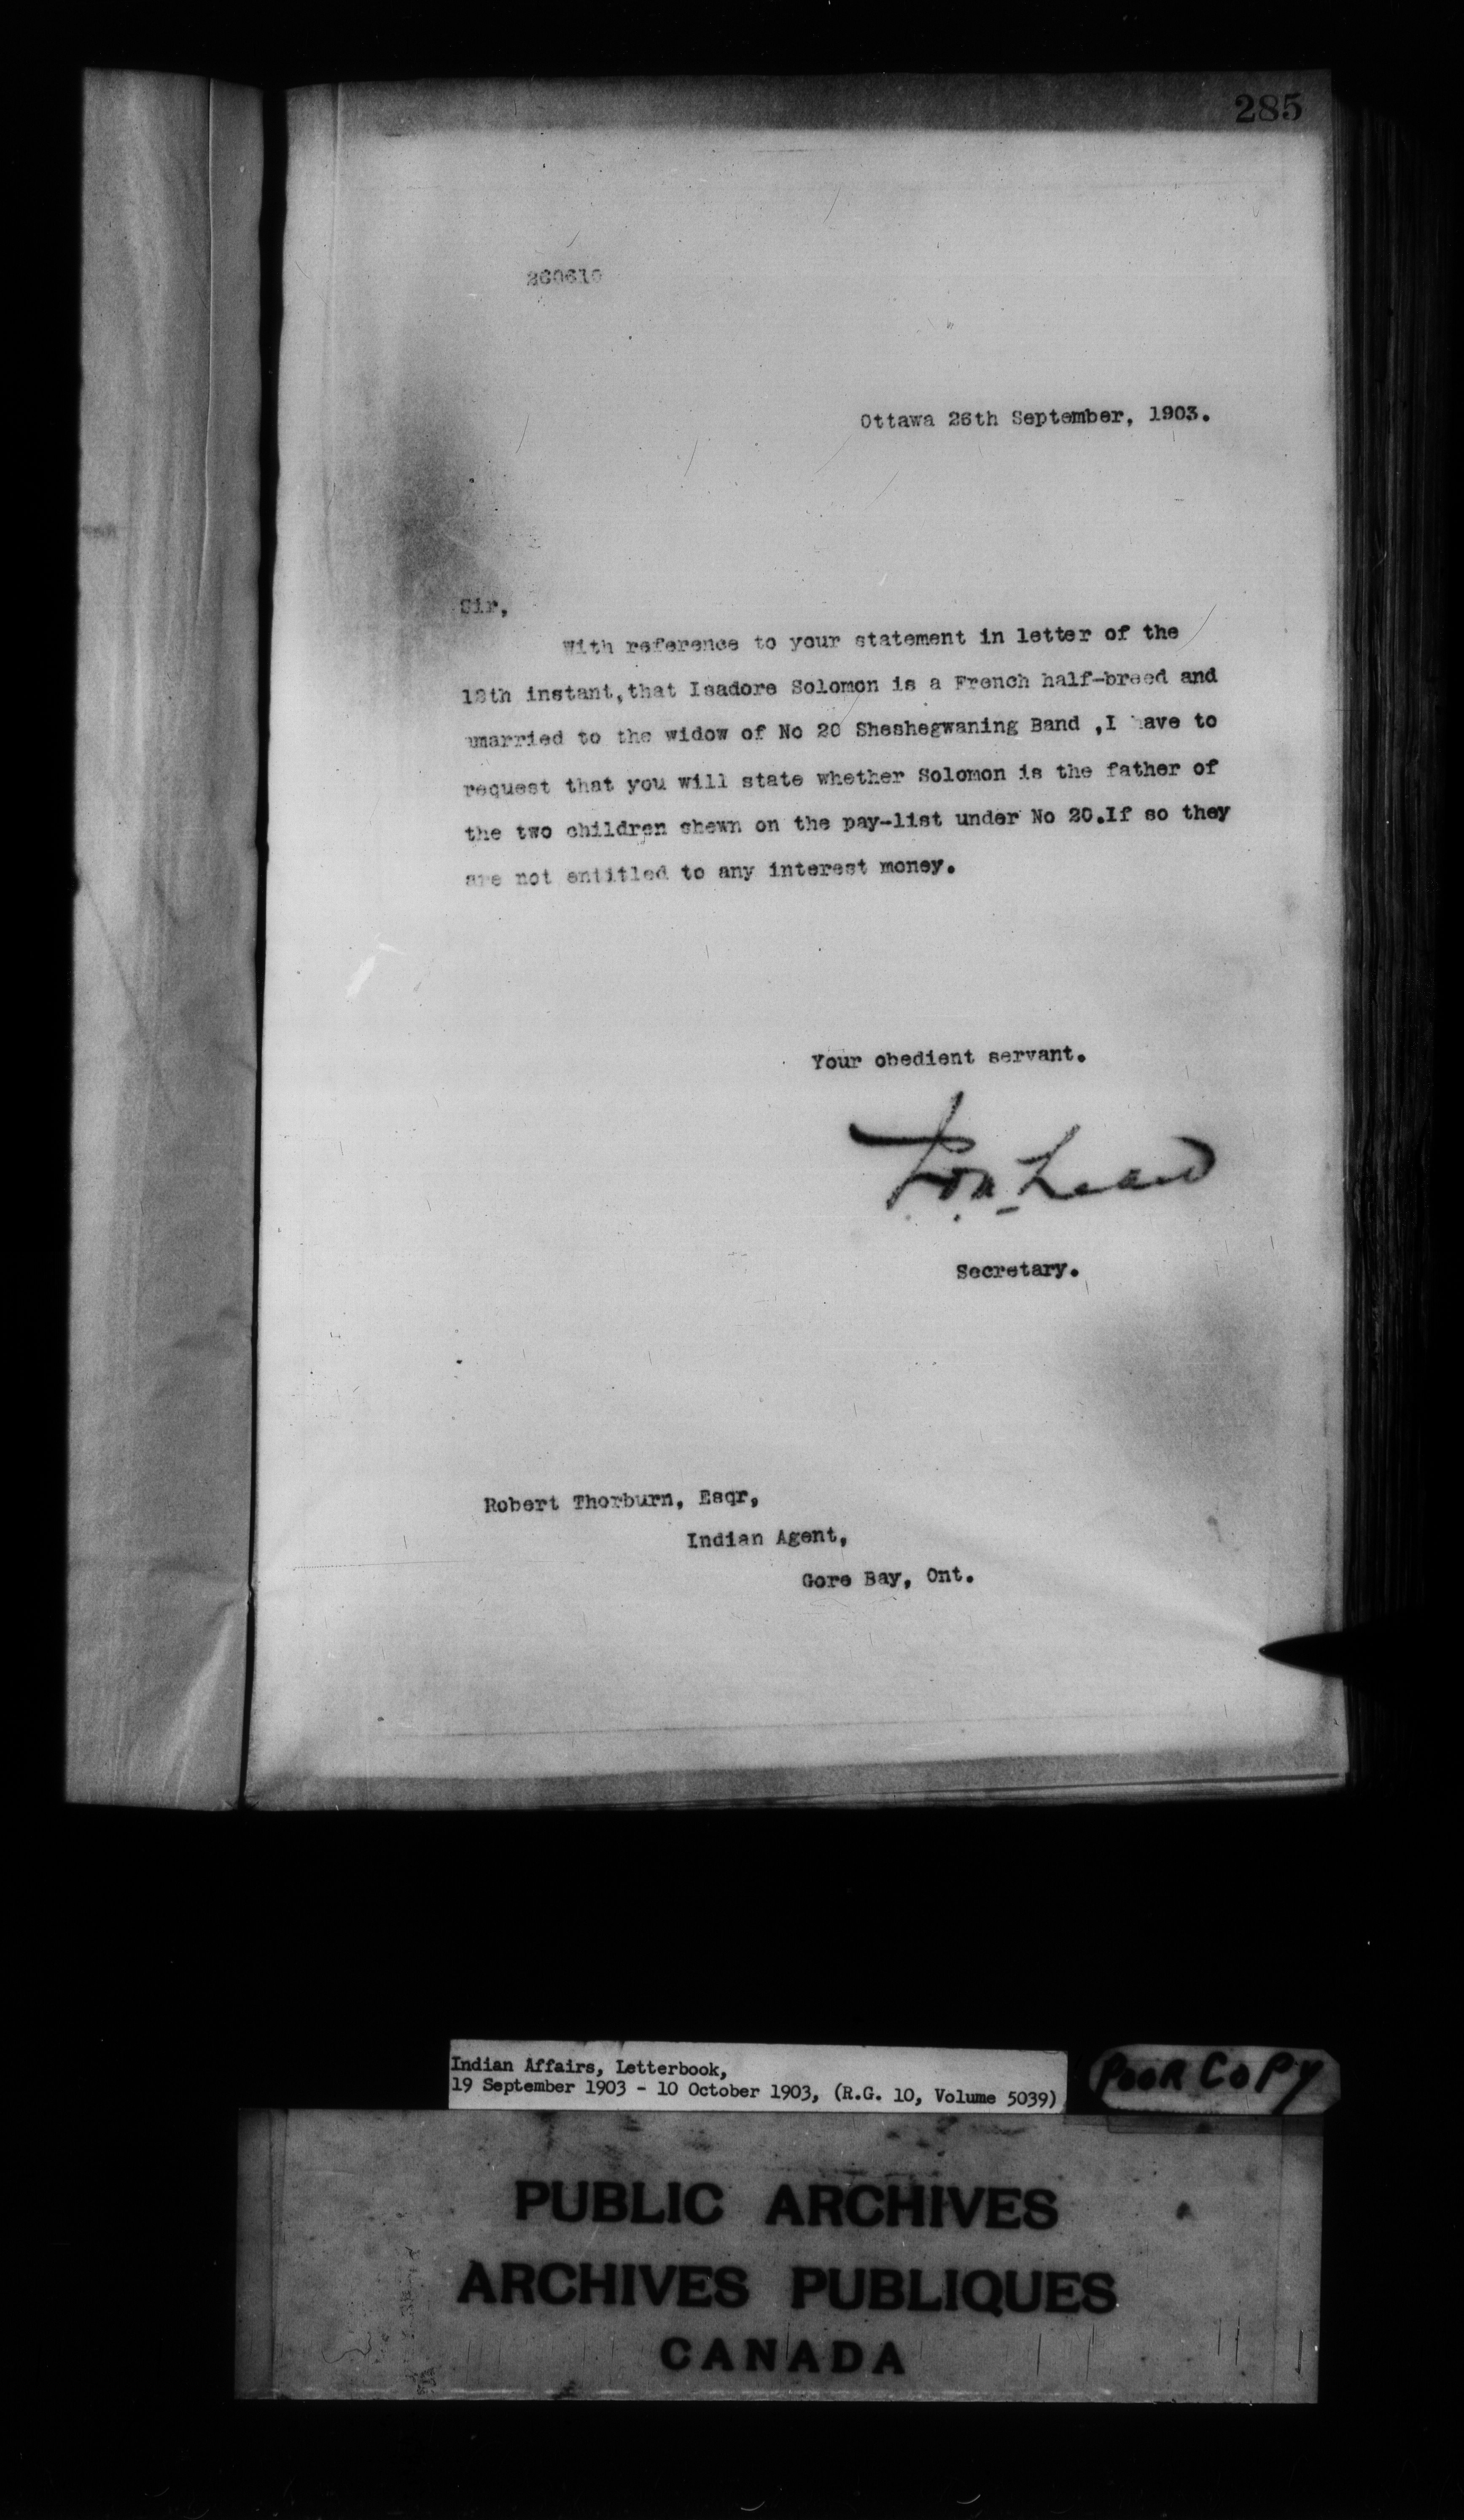 285
260610
Ottawa 26th September, 1903.
Sir,
With reference to your statement in letter of the
12th instant, that Isadore Solomon is a French half-breed and
unmarried to the widow of No 20 Sheshegwaning Band ,I have to
request that you will state whether Solomon is the father of
the two children shewn on the pay-list under No 20.If so they
are not entitled to any interest money.
Your obedient servant.
Secretary.
Robert Thorburn, Esqr,
Indian Agent,
Gore Bay, Ont.
Indian Affairs, Letterbook,
19 September 1903 - 10 October 1903, (R.G. 10, Volume 5039)
POOR COPY
PUBLIC ARCHIVES
ARCHIVES PUBLIQUES
CANADA